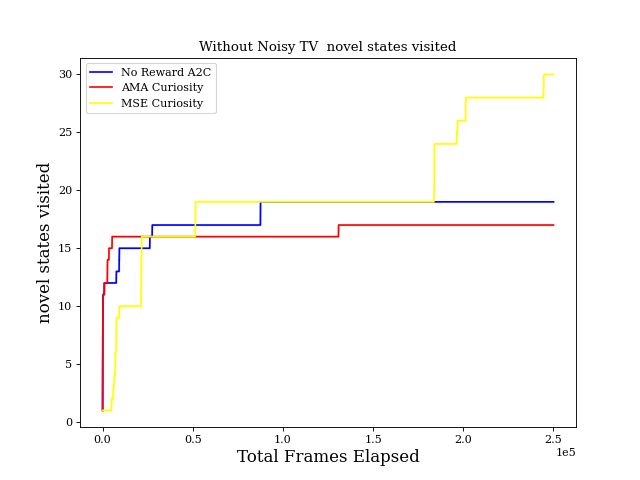 Without Noisy TV  novel states visited
No Reward A2C
AMA Curiosity
MSE Curiosity
novel states visited
30
25
20
15
10
5
0
0.0 0.5 1.0 1.5 2.0 2.5
1e5
Total Frames Elapsed